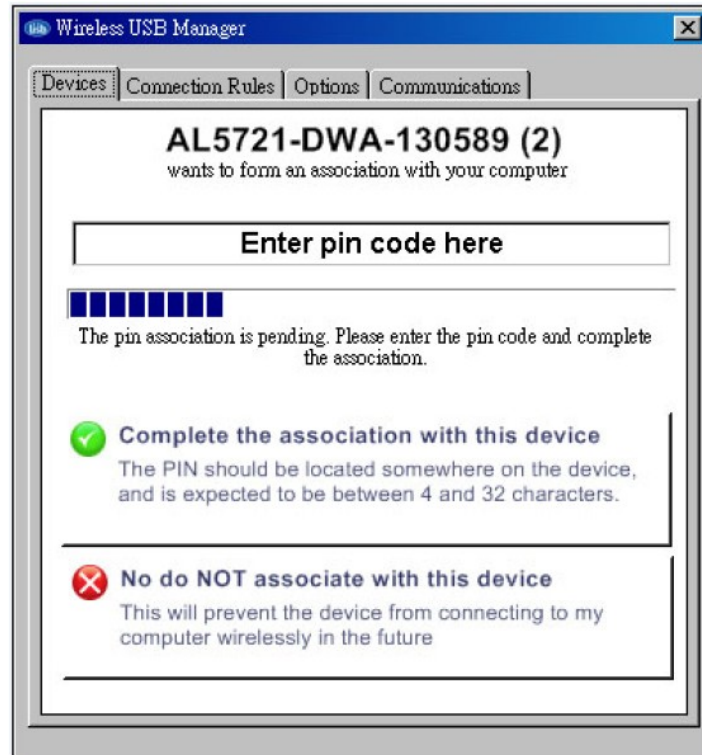 Wireless USB Manager
Devices Connection Rules Options Communications
AL5721-DWA-130589 (2)
wants to form an association with your computer
Enter pin code here
The pin association is pending. Please enter the pin code and complete
the association.
Complete the association with this device
The PIN should be located somewhere on the device,
and is expected to be between 4 and 32 characters.
No do NOT associate with this device
This will prevent the device from connecting to my
computer wirelessly in the future